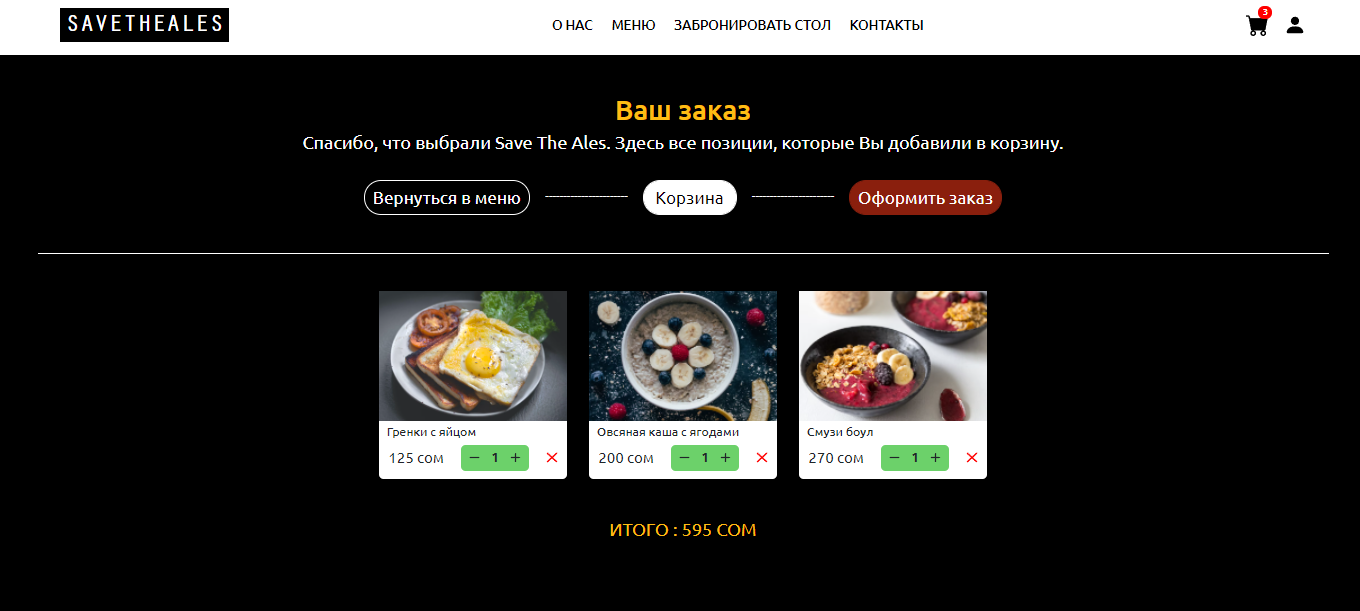 SAVETHEALES
О НАС МЕНЮ ЗАБРОНИРОВАТЬ СТОЛ КОНТАКТЫ
3
Ваш заказ
Спасибо, что выбрали Save The Ales. Здесь все позиции, которые Вы добавили в корзину.
Вернуться в меню Корзина Оформить заказ
Гренки с яйцом
125 сом − 1 +
Овсяная каша с ягодами
200 сом − 1 +
Смузи боул
270 сом − 1 +
ИТОГО : 595 СОМ